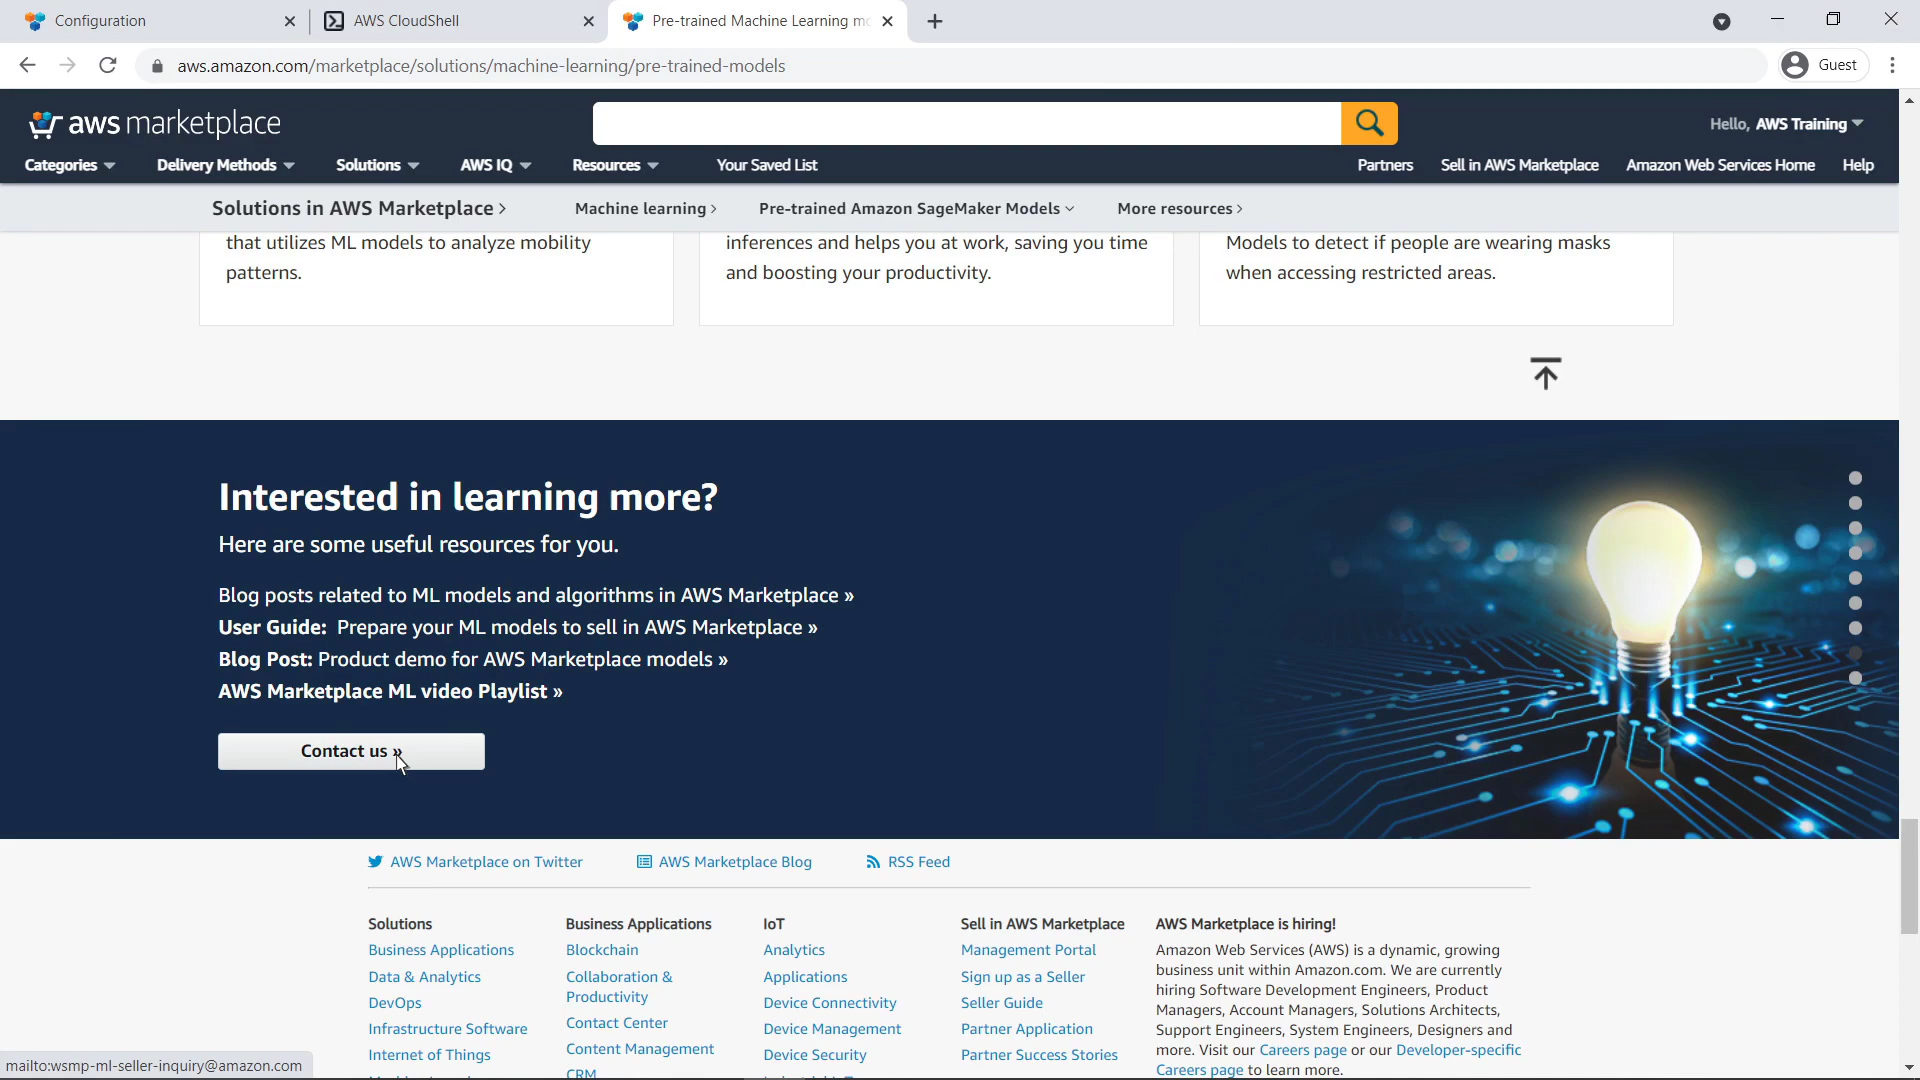 Configuration
AWS CloudShell
Pre-trained Machine Learning mo
aws.amazon.com/marketplace/solutions/machine-learning/pre-trained-models
Guest
aws marketplace
Hello, AWS Training
Categories
Delivery Methods
Solutions
AWS IQ
Resources
Your Saved List
Partners
Sell in AWS Marketplace
Amazon Web Services Home
Help
Solutions in AWS Marketplace >
Machine learning >
Pre-trained Amazon SageMaker Models
More resources >
that utilizes ML models to analyze mobility
patterns.
inferences and helps you at work, saving you time
and boosting your productivity.
Models to detect if people are wearing masks
when accessing restricted areas.
Interested in learning more?
Here are some useful resources for you.
Blog posts related to ML models and algorithms in AWS Marketplace »
User Guide: Prepare your ML models to sell in AWS Marketplace »
Blog Post: Product demo for AWS Marketplace models »
AWS Marketplace ML video Playlist »
Contact us »
AWS Marketplace on Twitter
AWS Marketplace Blog
RSS Feed
Solutions
Business Applications
Data & Analytics
DevOps
Infrastructure Software
Internet of Things
Business Applications
Blockchain
Collaboration &
Productivity
Contact Center
Content Management
CRM
IoT
Analytics
Applications
Device Connectivity
Device Management
Device Security
Sell in AWS Marketplace
Management Portal
Sign up as a Seller
Seller Guide
Partner Application
Partner Success Stories
AWS Marketplace is hiring!
Amazon Web Services (AWS) is a dynamic, growing
business unit within Amazon.com. We are currently
hiring Software Development Engineers, Product
Managers, Account Managers, Solutions Architects,
Support Engineers, System Engineers, Designers and
more. Visit our Careers page or our Developer-specific
Careers page to learn more.
mailto:wsmp-ml-seller-inquiry@amazon.com